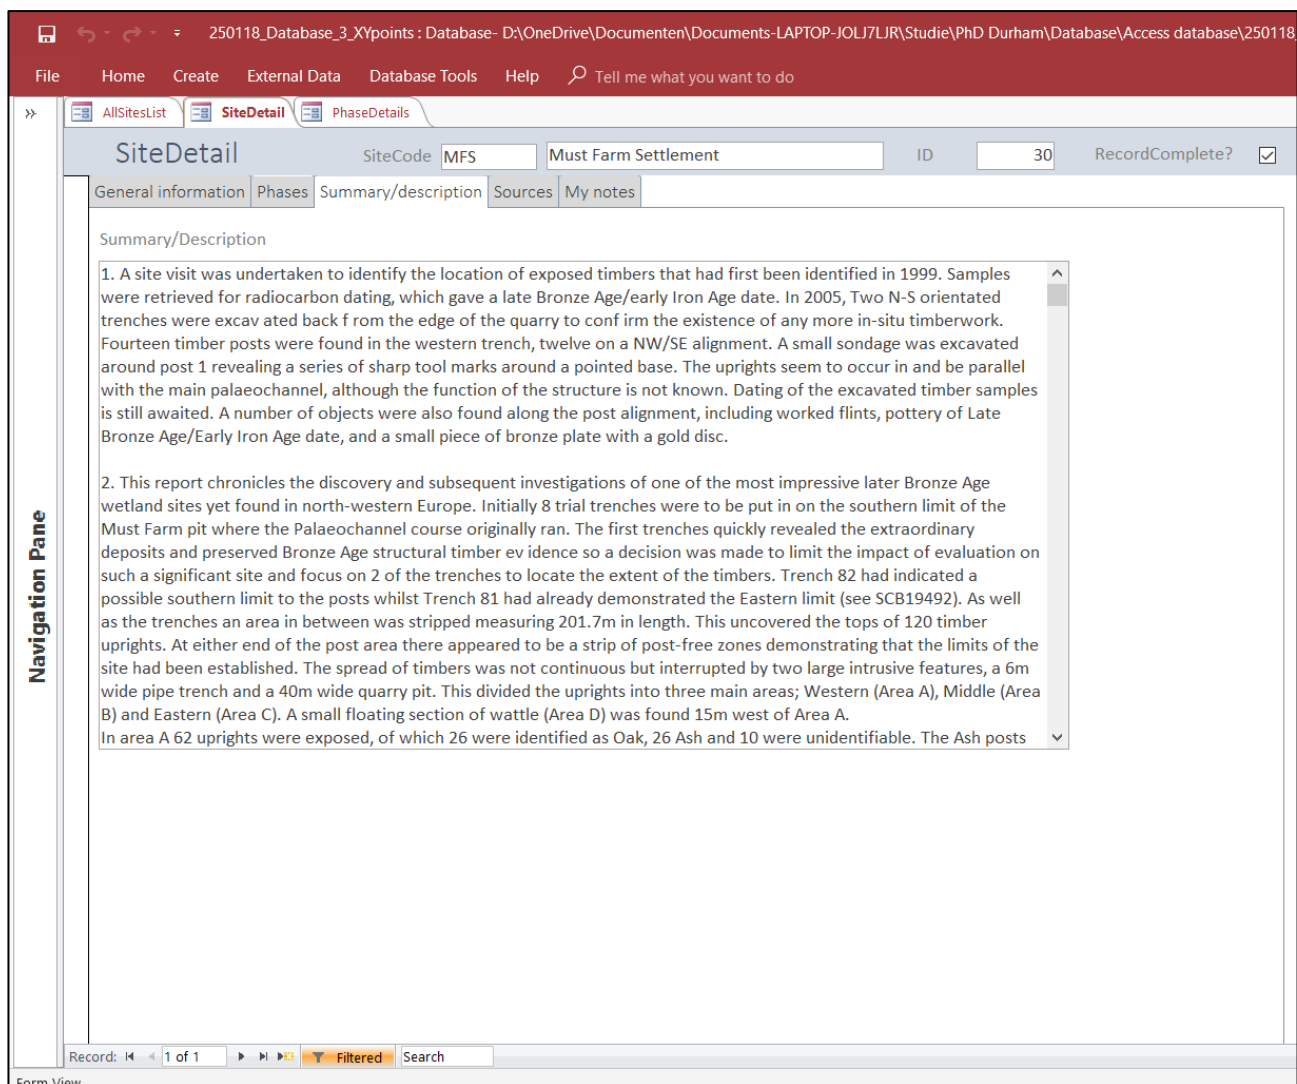 250118_Database_3_XYpoints : Database- D:\OneDrive\Documenten\Documents-LAPTOP-JOLJ7LJR\Studie\PhD Durham\Database\Access database\250118_
File Home Create External Data Database Tools Help Tell me what you want to do
AllSitesList SiteDetail PhaseDetails
SiteDetail SiteCode MFS Must Farm Settlement ID 30 RecordComplete?
General information Phases Summary/description Sources My notes
Summary/Description
1. A site visit was undertaken to identify the location of exposed timbers that had first been identified in 1999. Samples
were retrieved for radiocarbon dating, which gave a late Bronze Age/early Iron Age date. In 2005, Two N-S orientated
trenches were excav ated back f rom the edge of the quarry to conf irm the existence of any more in-situ timberwork.
Fourteen timber posts were found in the western trench, twelve on a NW/SE alignment. A small sondage was excavated
around post 1 revealing a series of sharp tool marks around a pointed base. The uprights seem to occur in and be parallel
with the main palaeochannel, although the function of the structure is not known. Dating of the excavated timber samples
is still awaited. A number of objects were also found along the post alignment, including worked flints, pottery of Late
Bronze Age/Early Iron Age date, and a small piece of bronze plate with a gold disc.
2. This report chronicles the discovery and subsequent investigations of one of the most impressive later Bronze Age
wetland sites yet found in north-western Europe. Initially 8 trial trenches were to be put in on the southern limit of the
Must Farm pit where the Palaeochannel course originally ran. The first trenches quickly revealed the extraordinary
deposits and preserved Bronze Age structural timber ev idence so a decision was made to limit the impact of evaluation on
such a significant site and focus on 2 of the trenches to locate the extent of the timbers. Trench 82 had indicated a
possible southern limit to the posts whilst Trench 81 had already demonstrated the Eastern limit (see SCB19492). As well
as the trenches an area in between was stripped measuring 201.7m in length. This uncovered the tops of 120 timber
uprights. At either end of the post area there appeared to be a strip of post-free zones demonstrating that the limits of the
site had been established. The spread of timbers was not continuous but interrupted by two large intrusive features, a 6m
wide pipe trench and a 40m wide quarry pit. This divided the uprights into three main areas; Western (Area A), Middle (Area
B) and Eastern (Area C). A small floating section of wattle (Area D) was found 15m west of Area A.
In area A 62 uprights were exposed, of which 26 were identified as Oak, 26 Ash and 10 were unidentifiable. The Ash posts
Navigation Pane
Record: 1 of 1 Filtered Search
Form View